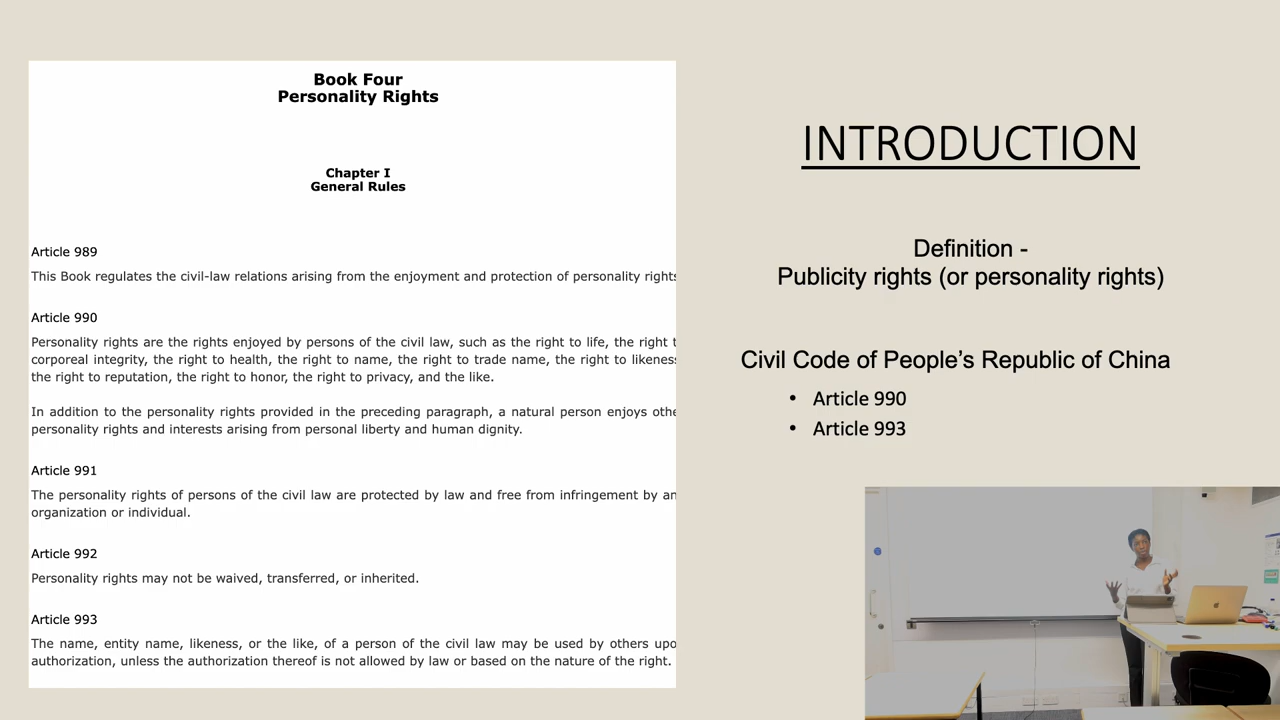 Book Four
Personality Rights
Chapter I
General Rules
Article 989
This Book regulates the civil-law relations arising from the enjoyment and protection of personality rights
Article 990
Personality rights are the rights enjoyed by persons of the civil law, such as the right to life, the right
corporeal integrity, the right to health, the right to name, the right to trade name, the right to likeness
the right to reputation, the right to honor, the right to privacy, and the like.
In addition to the personality rights provided in the preceding paragraph, a natural person enjoys othe
personality rights and interests arising from personal liberty and human dignity.
Article 991
The personality rights of persons of the civil law are protected by law and free from infringement by an
organization or individual.
Article 992
Personality rights may not be waived, transferred, or inherited.
Article 993
The name, entity name, likeness, or the like, of a person of the civil law may be used by others upo
authorization, unless the authorization thereof is not allowed by law or based on the nature of the right.
INTRODUCTION
Definition -
Publicity rights (or personality rights)
Civil Code of People's Republic of China
• Article 990
• Article 993